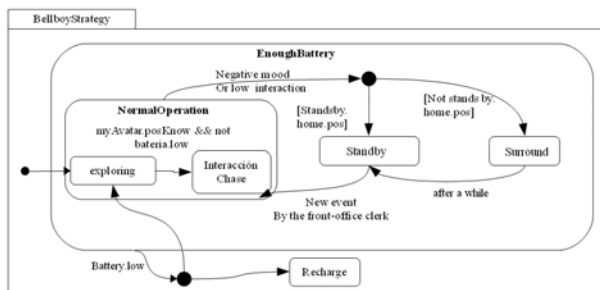 BellboyStrategy
EnoughBattery
Negative mood
Or low interaction
NormalOperation
[Standsby.
home.pos]
[Not stands by.
home.pos]
myAvatar.posKnow && not
bateria.low
exploring
Interacción
Chase
Standby
Surround
New event
By the front-office clerk
after a while
Battery.low
Recharge